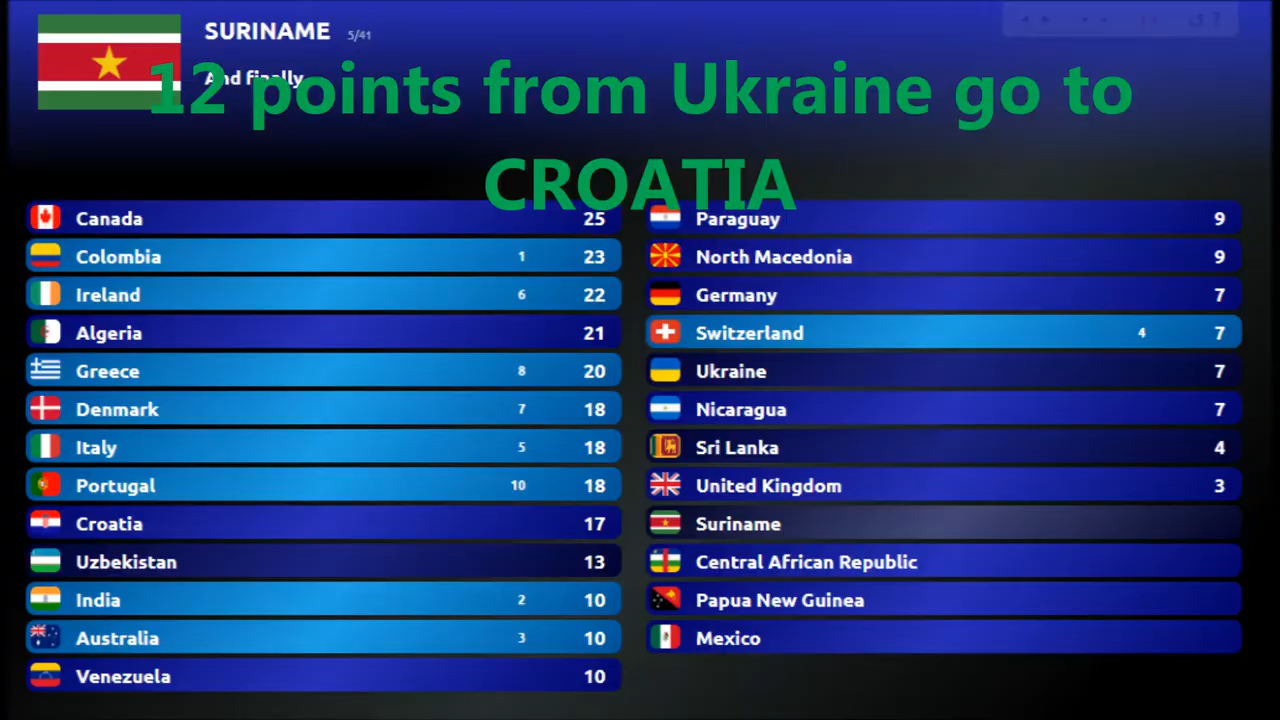 SURINAME 5/41
And finally
12 points from Ukraine go to
CROATIA
Canada 25
Colombia 1 23
Ireland 6 22
Algeria 21
Greece 8 20
Denmark 7 18
Italy 5 18
Portugal 10 18
Croatia 17
Uzbekistan 13
India 2 10
Australia 3 10
Venezuela 10
Paraguay 9
North Macedonia 9
Germany 7
Switzerland 4 7
Ukraine 7
Nicaragua 7
Sri Lanka 4
United Kingdom 3
Suriname
Central African Republic
Papua New Guinea
Mexico